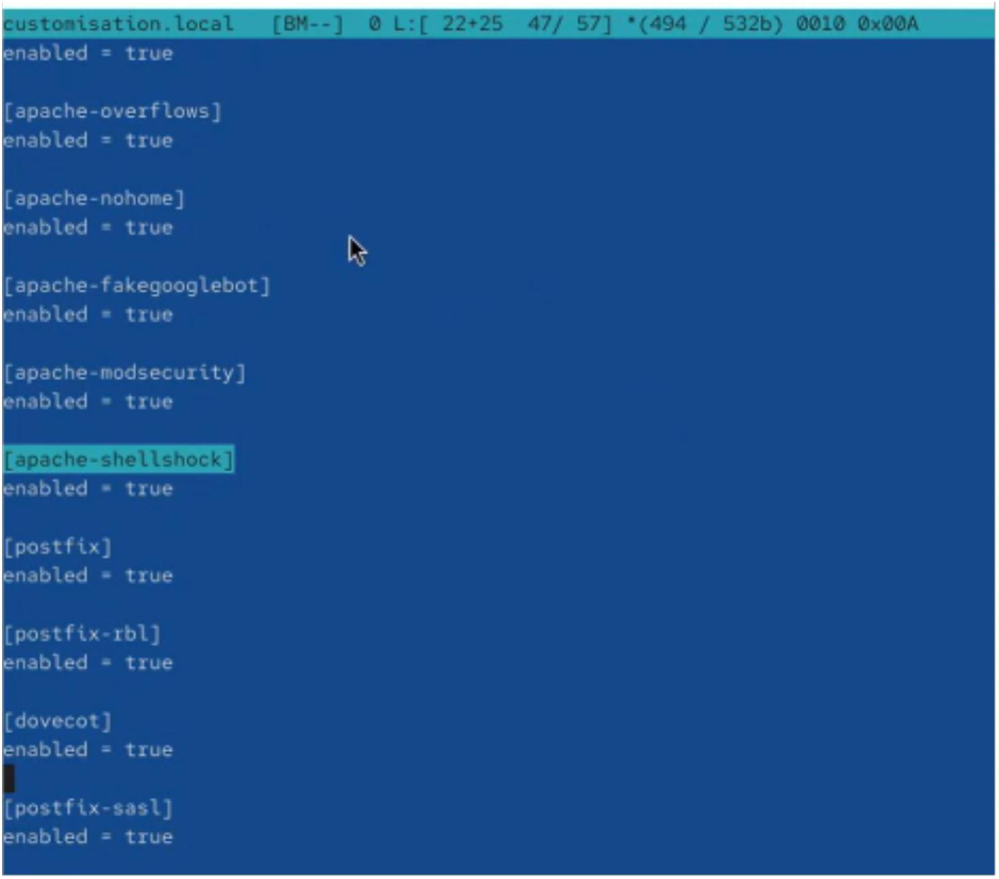 customisation.local [BM--] 0 L:[ 22+25 47/ 57] *(494 / 532b) 0010 0x00A
enabled = true
[apache-overflows]
enabled = true
[apache-nohome]
enabled = true
[apache-fakegooglebot]
enabled = true
[apache-modsecurity]
enabled = true
[apache-shellshock]
enabled = true
[postfix]
enabled = true
[postfix-rbl]
enabled = true
[dovecot]
enabled = true
[postfix-sasl]
enabled = true